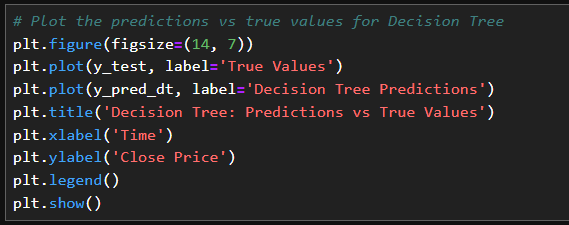 # Plot the predictions vs true values for Decision Tree
plt.figure(figsize=(14, 7))
plt.plot(y_test, label='True Values')
plt.plot(y_pred_dt, label='Decision Tree Predictions')
plt.title('Decision Tree: Predictions vs True Values')
plt.xlabel('Time')
plt.ylabel('Close Price')
plt.legend()
plt.show()